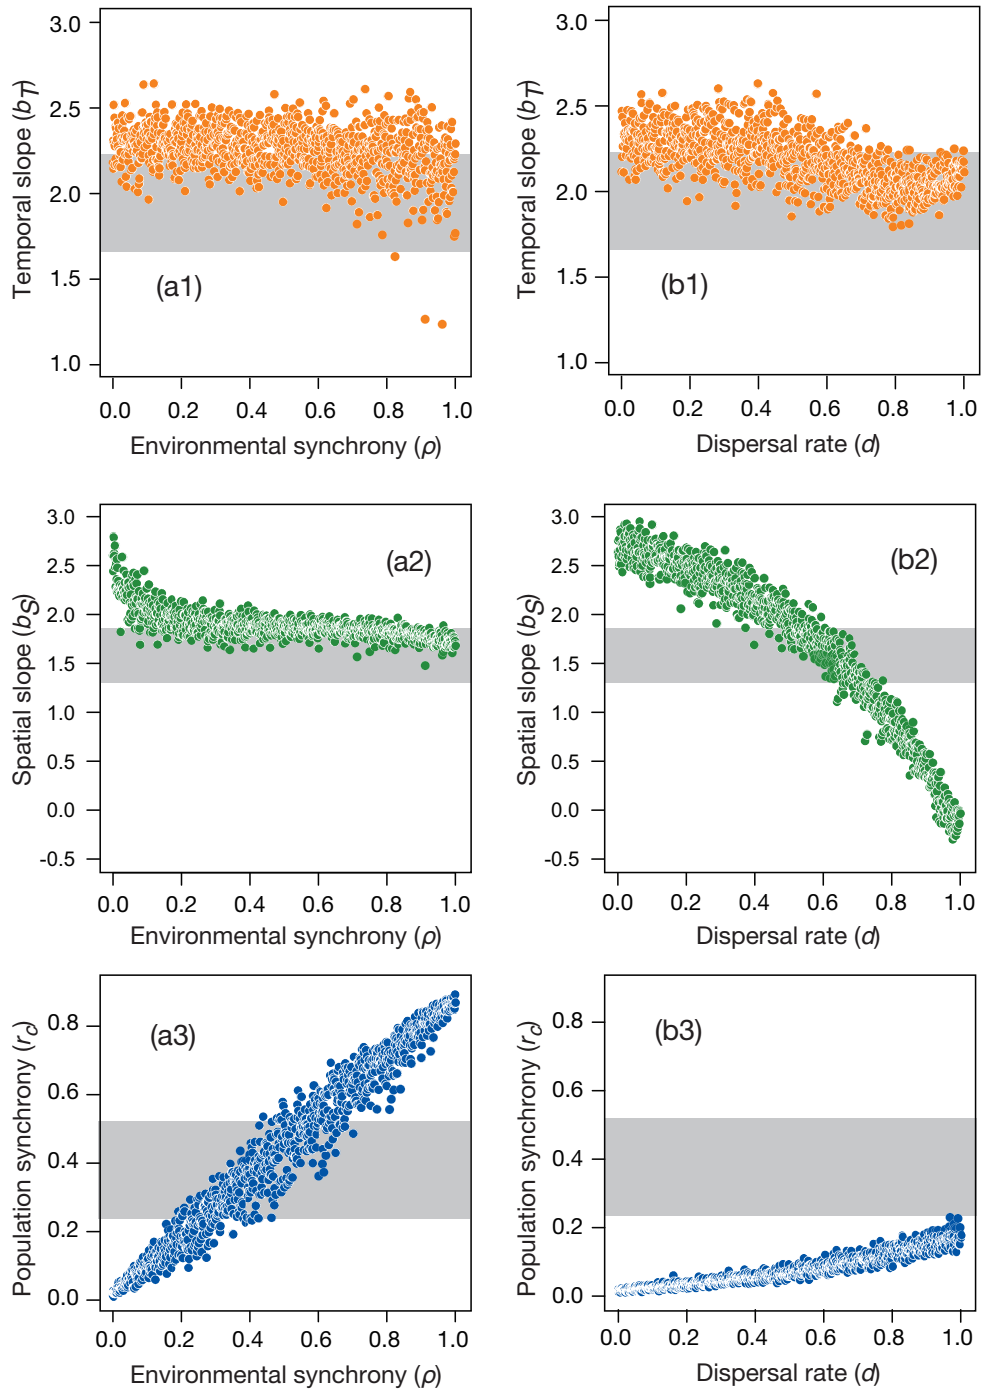 3.0
2.5
2.0
1.5
1.0
Temporal slope (bT)
(a1)
0.0 0.2 0.4 0.6 0.8 1.0
Environmental synchrony (ρ)
3.0
2.5
2.0
1.5
1.0
Temporal slope (bT)
(b1)
0.0 0.2 0.4 0.6 0.8 1.0
Dispersal rate (d)
3.0
2.5
2.0
1.5
1.0
0.5
0.0
-0.5
Spatial slope (bS)
(a2)
0.0 0.2 0.4 0.6 0.8 1.0
Environmental synchrony (ρ)
3.0
2.5
2.0
1.5
1.0
0.5
0.0
-0.5
Spatial slope (bS)
(b2)
0.0 0.2 0.4 0.6 0.8 1.0
Dispersal rate (d)
0.8
0.6
0.4
0.2
0.0
Population synchrony (rc)
(a3)
0.0 0.2 0.4 0.6 0.8 1.0
Environmental synchrony (ρ)
0.8
0.6
0.4
0.2
0.0
Population synchrony (rc)
(b3)
0.0 0.2 0.4 0.6 0.8 1.0
Dispersal rate (d)